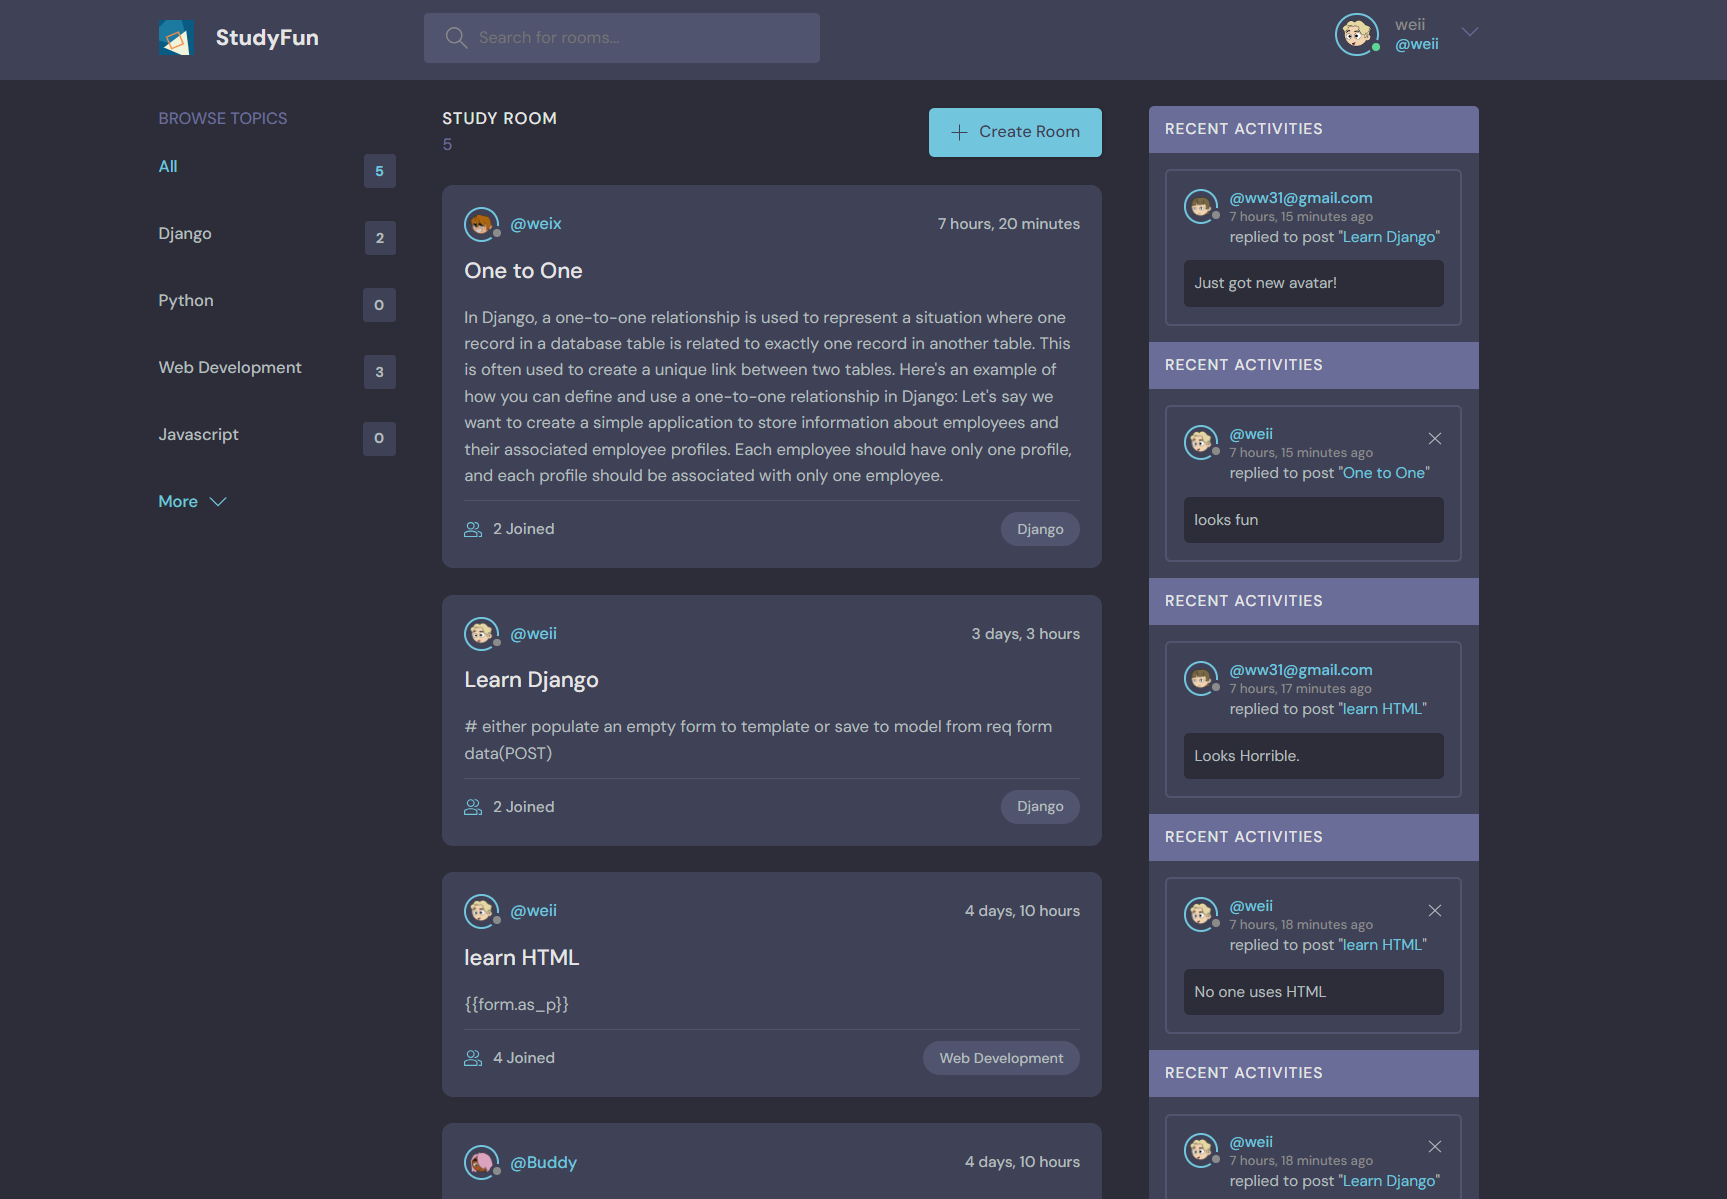 StudyFun
Search for rooms...
weii
@weii
BROWSE TOPICS
All
5
Django
2
Python
0
Web Development
3
Javascript
0
More
STUDY ROOM
5
Create Room
@weix
7 hours, 20 minutes
One to One
In Django, a one-to-one relationship is used to represent a situation where one
record in a database table is related to exactly one record in another table. This
is often used to create a unique link between two tables. Here's an example of
how you can define and use a one-to-one relationship in Django: Let's say we
want to create a simple application to store information about employees and
their associated employee profiles. Each employee should have only one profile,
and each profile should be associated with only one employee.
2 Joined
Django
@weii
3 days, 3 hours
Learn Django
# either populate an empty form to template or save to model from req form
data(POST)
2 Joined
Django
@weii
4 days, 10 hours
learn HTML
{{form.as_p}}
4 Joined
Web Development
@Buddy
4 days, 10 hours
RECENT ACTIVITIES
@ww31@gmail.com
7 hours, 15 minutes ago
replied to post "Learn Django"
Just got new avatar!
RECENT ACTIVITIES
@weii
7 hours, 15 minutes ago
replied to post "One to One"
looks fun
RECENT ACTIVITIES
@ww31@gmail.com
7 hours, 17 minutes ago
replied to post "learn HTML"
Looks Horrible.
RECENT ACTIVITIES
@weii
7 hours, 18 minutes ago
replied to post "learn HTML"
No one uses HTML
RECENT ACTIVITIES
@weii
7 hours, 18 minutes ago
replied to post "Learn Django"